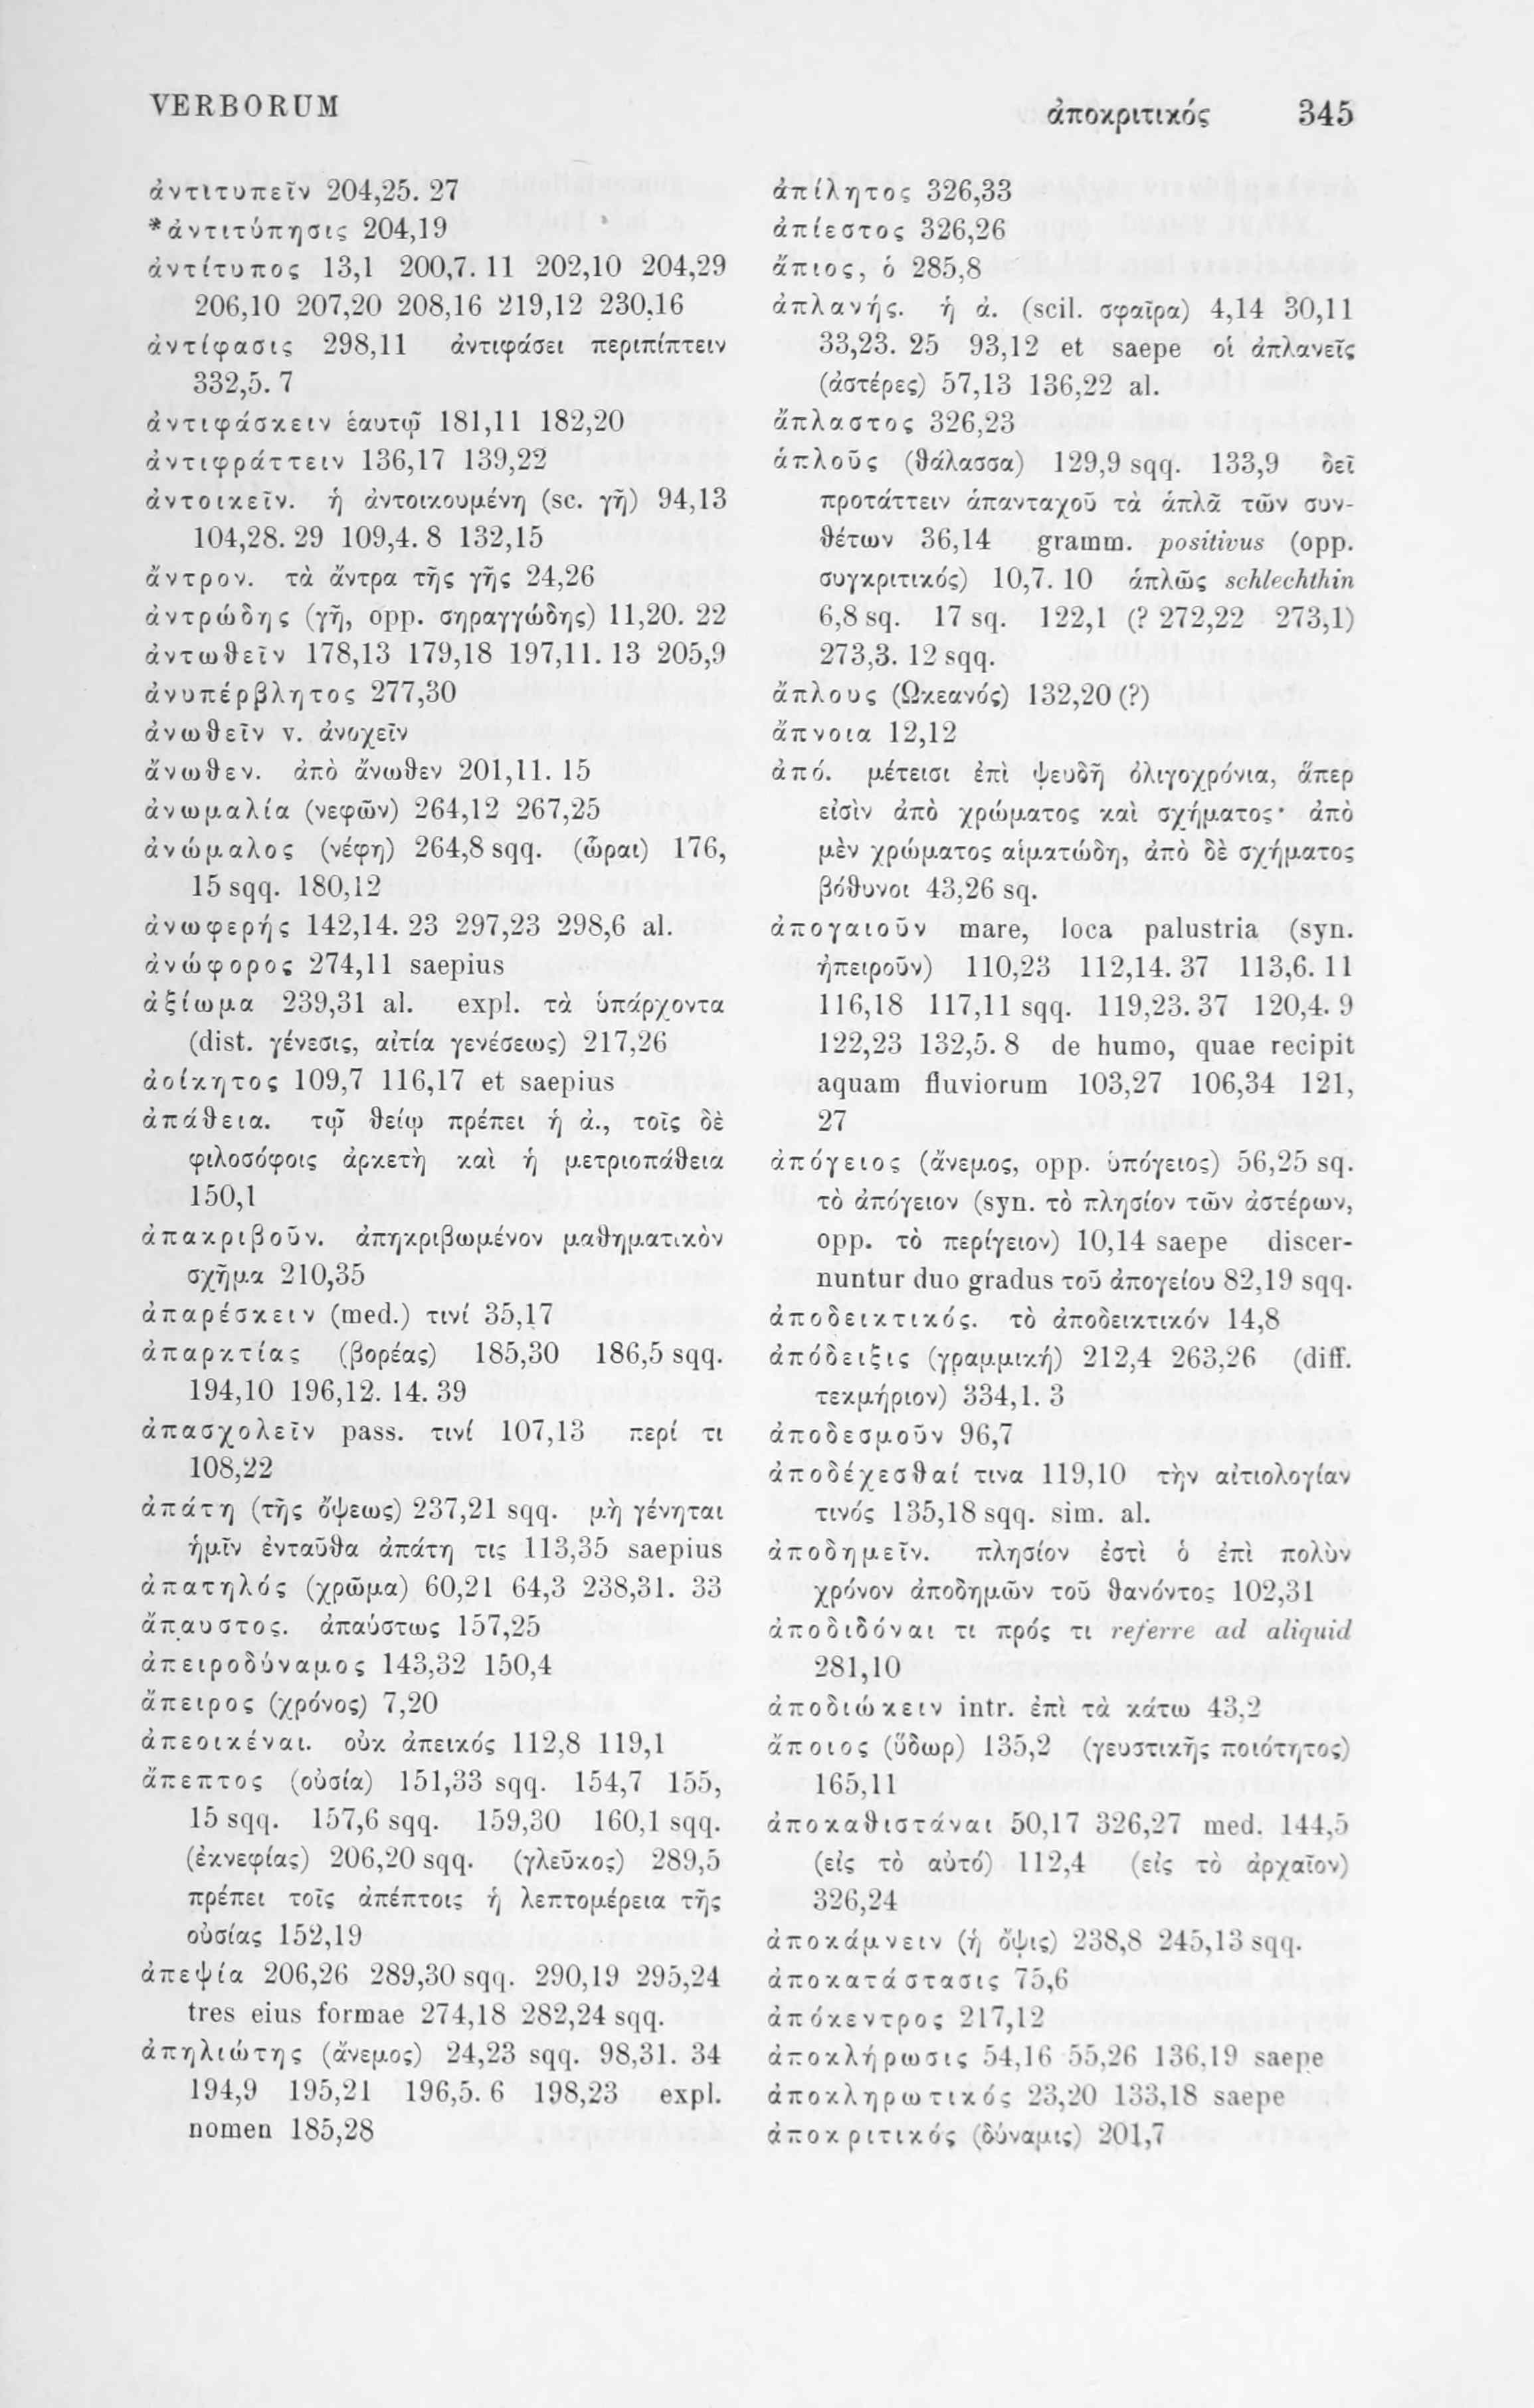 VERBORUM
ἀποκριτικός 345
ἀντιτυπεῖν 204,25. 27
*ἀντιτύπησις 204,19
ἀντίτυπος 13,1 200,7. 11 202,10 204,29
206,10 207,20 208,16 219,12 230,16
ἀντίφασις 298,11 ἀντιφάσει περιπίπτειν
332,5. 7
ἀντιφάσκειν ἑαυτῷ 181,11 182,20
ἀντιφράττειν 136,17 139,22
ἀντοικεῖν. ἡ ἀντοικουμένη (sc. γῆ) 94,13
104,28. 29 109,4. 8 132,15
ἄντρον. τὰ ἄντρα τῆς γῆς 24,26
ἀντρώδης (γῆ, opp. σηραγγώδης) 11,20. 22
ἀντωθεῖν 178,13 179,18 197,11. 13 205,9
ἀνυπέρβλητος 277,30
ἀνωθεῖν v. ἀνοχεῖν
ἄνωθεν. ἀπὸ ἄνωθεν 201,11. 15
ἀνωμαλία (νεφῶν) 264,12 267,25
ἀνώμαλος (νέφη) 264,8 sqq. (ὧραι) 176,
15 sqq. 180,12
ἀνωφερής 142,14. 23 297,23 298,6 al.
ἀνώφορος 274,11 saepius
ἀξίωμα 239,31 al. expl. τὰ ὑπάρχοντα
(dist. γένεσις, αἰτία γενέσεως) 217,26
ἀοίκητος 109,7 116,17 et saepius
ἀπάθεια. τῷ θείῳ πρέπει ἡ ἀ., τοῖς δὲ
φιλοσόφοις ἀρκετὴ καὶ ἡ μετριοπάθεια
150,1
ἀπακριβοῦν. ἀπηκριβωμένον μαθηματικὸν
σχῆμα 210,35
ἀπαρέσκειν (med.) τινί 35,17
ἀπαρκτίας (βορέας) 185,30 186,5 sqq.
194,10 196,12. 14. 39
ἀπασχολεῖν pass. τινί 107,13 περί τι
108,22
ἀπάτη (τῆς ὄψεως) 237,21 sqq. μὴ γένηται
ἡμῖν ἐνταῦθα ἀπάτη τις 113,35 saepius
ἀπατηλός (χρῶμα) 60,21 64,3 238,31. 33
ἄπαυστος. ἀπαύστως 157,25
ἀπειροδύναμος 143,32 150,4
ἄπειρος (χρόνος) 7,20
ἀπεοικέναι. οὐκ ἀπεικός 112,8 119,1
ἄπεπτος (οὐσία) 151,33 sqq. 154,7 155,
15 sqq. 157,6 sqq. 159,30 160,1 sqq.
(ἐκνεφίας) 206,20 sqq. (γλεῦκος) 289,5
πρέπει τοῖς ἀπέπτοις ἡ λεπτομέρεια τῆς
οὐσίας 152,19
ἀπεψία 206,26 289,30 sqq. 290,19 295,24
tres eius formae 274,18 282,24 sqq.
ἀπηλιώτης (ἄνεμος) 24,23 sqq. 98,31. 34
194,9 195,21 196,5. 6 198,23 expl.
nomen 185,28
ἀπίλητος 326,33
ἀπίεστος 326,26
ἄπιος, ὁ 285,8
ἀπλανής. ἡ ἀ. (scil. σφαῖρα) 4,14 30,11
33,23. 25 93,12 et saepe οἱ ἀπλανεῖς
(ἀστέρες) 57,13 136,22 al.
ἄπλαστος 326,23
ἁπλοῦς (θάλασσα) 129,9 sqq. 133,9 δεῖ
προτάττειν ἁπανταχοῦ τὰ ἁπλᾶ τῶν συν-
θέτων 36,14 gramm. positivus (opp.
συγκριτικός) 10,7. 10 ἁπλῶς schlechthin
6,8 sq. 17 sq. 122,1 (? 272,22 273,1)
273,3. 12 sqq.
ἄπλους (Ὠκεανός) 132,20 (?)
ἄπνοια 12,12
ἀπό. μέτεισι ἐπὶ ψευδῆ ὀλιγοχρόνια, ἅπερ
εἰσὶν ἀπὸ χρώματος καὶ σχήματος· ἀπὸ
μὲν χρώματος αἱματώδη, ἀπὸ δὲ σχήματος
βόθυνοι 43,26 sq.
ἀπογαιοῦν mare, loca palustria (syn.
ἠπειροῦν) 110,23 112,14. 37 113,6. 11
116,18 117,11 sqq. 119,23. 37 120,4. 9
122,23 132,5. 8 de humo, quae recipit
aquam fluviorum 103,27 106,34 121,
27
ἀπόγειος (ἄνεμος, opp. ὑπόγειος) 56,25 sq.
τὸ ἀπόγειον (syn. τὸ πλησίον τῶν ἀστέρων,
opp. τὸ περίγειον) 10,14 saepe discer-
nuntur duo gradus τοῦ ἀπογείου 82,19 sqq.
ἀποδεικτικός. τὸ ἀποδεικτικόν 14,8
ἀπόδειξις (γραμμική) 212,4 263,26 (diff.
τεκμήριον) 334,1. 3
ἀποδεσμοῦν 96,7
ἀποδέχεσθαί τινα 119,10 τὴν αἰτιολογίαν
τινός 135,18 sqq. sim. al.
ἀποδημεῖν. πλησίον ἐστὶ ὁ ἐπὶ πολὺν
χρόνον ἀποδημῶν τοῦ θανόντος 102,31
ἀποδιδόναι τι πρός τι referre ad aliquid
281,10
ἀποδιώκειν intr. ἐπὶ τὰ κάτω 43,2
ἄποιος (ὕδωρ) 135,2 (γευστικῆς ποιότητος)
165,11
ἀποκαθιστάναι 50,17 326,27 med. 144,5
(εἰς τὸ αὐτό) 112,4 (εἰς τὸ ἀρχαῖον)
326,24
ἀποκάμνειν (ἡ ὄψις) 238,8 245,13 sqq.
ἀποκατάστασις 75,6
ἀπόκεντρος 217,12
ἀποκλήρωσις 54,16 55,26 136,19 saepe
ἀποκληρωτικός 23,20 133,18 saepe
ἀποκριτικός (δύναμις) 201,7